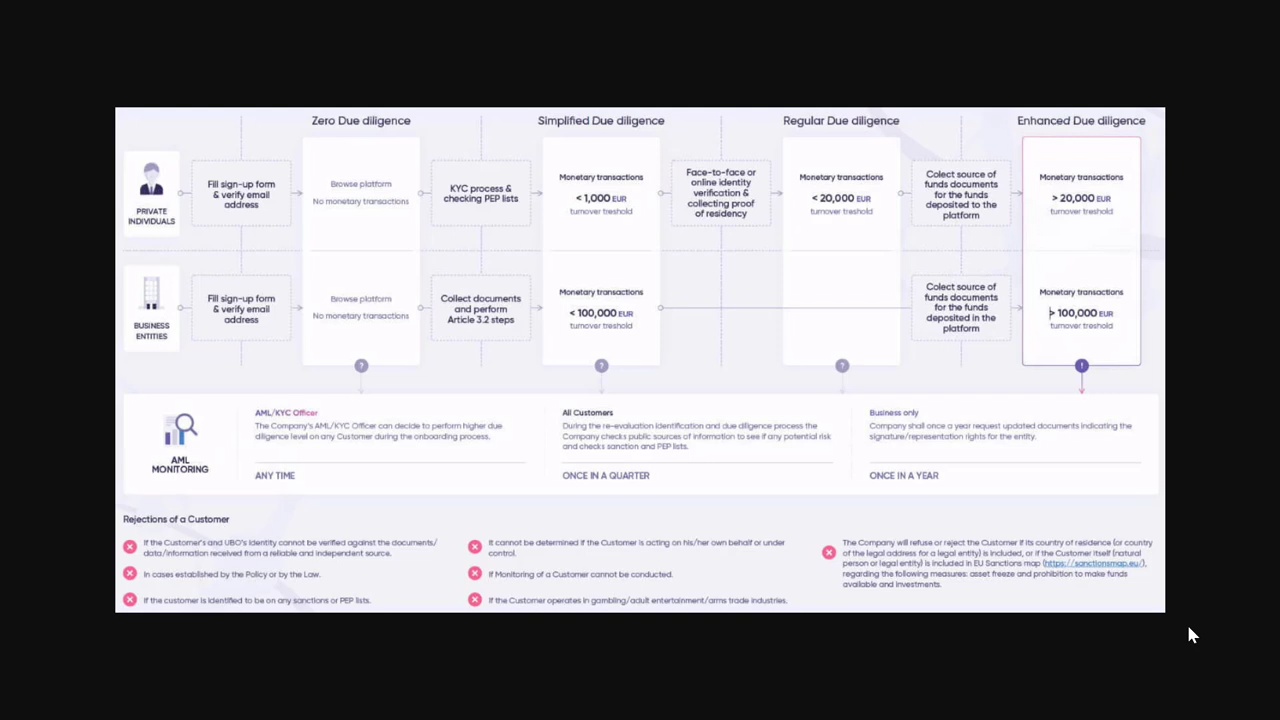 Zero Due diligence
Simplified Due diligence
Regular Due diligence
Enhanced Due diligence
PRIVATE
INDIVIDUALS
Fill sign-up form
& verify email
address
Browse platform
No monetary transactions
KYC process &
checking PEP lists
Monetary transactions
< 1,000 EUR
turnover treshold
Face-to-face or
online identity
verification &
collecting proof
of residency
Monetary transactions
< 20,000 EUR
turnover treshold
Colect source of
funds documents
for the funds
deposited to the
platform
Monetary transactions
> 20,000 EUR
turnover treshold
BUSINESS
ENTITIES
Fill sign-up form
& verify email
address
Browse platform
No monetary transactions
Collect documents
and perform
Article 3.2 steps
Monetary transactions
< 100,000 EUR
turnover treshold
Colect source of
funds documents
for the funds
deposited in the
platform
Monetary transactions
> 100,000 EUR
turnover treshold
?
?
?
!
AML
MONITORING
AML/KYC Officer
The Company's AML/KYC Officer can decide to perform higher due
diligence level on any Customer during the onboarding process.
ANY TIME
All Customers
During the re-evaluation identification and due diligence process the
Company checks public sources of information to see if any potential risk
and checks sanction and PEP lists.
ONCE IN A QUARTER
Business only
Company shall once a year request updated documents indicating the
signature/representation rights for the entity.
ONCE IN A YEAR
Rejections of a Customer
If the Customer's and UBO's identity cannot be verified against the documents/
data/information received from a reliable and independent source.
In cases established by the Policy or by the Law.
If the customer is identified to be on any sanctions or PEP lists.
It cannot be determined if the Customer is acting on his/her own behalf or under
control.
If Monitoring of a Customer cannot be conducted.
If the Customer operates in gambling/adult entertainment/arms trade industries.
The Company will refuse or reject the Customer if its country of residence (or country
of the legal address for a legal entity) is included, or if the Customer itself (natural
person or legal entity) is included in EU Sanctions map (https://sanctionsmap.eu/),
regarding the following measures: asset freeze and prohibition to make funds
available and investments.